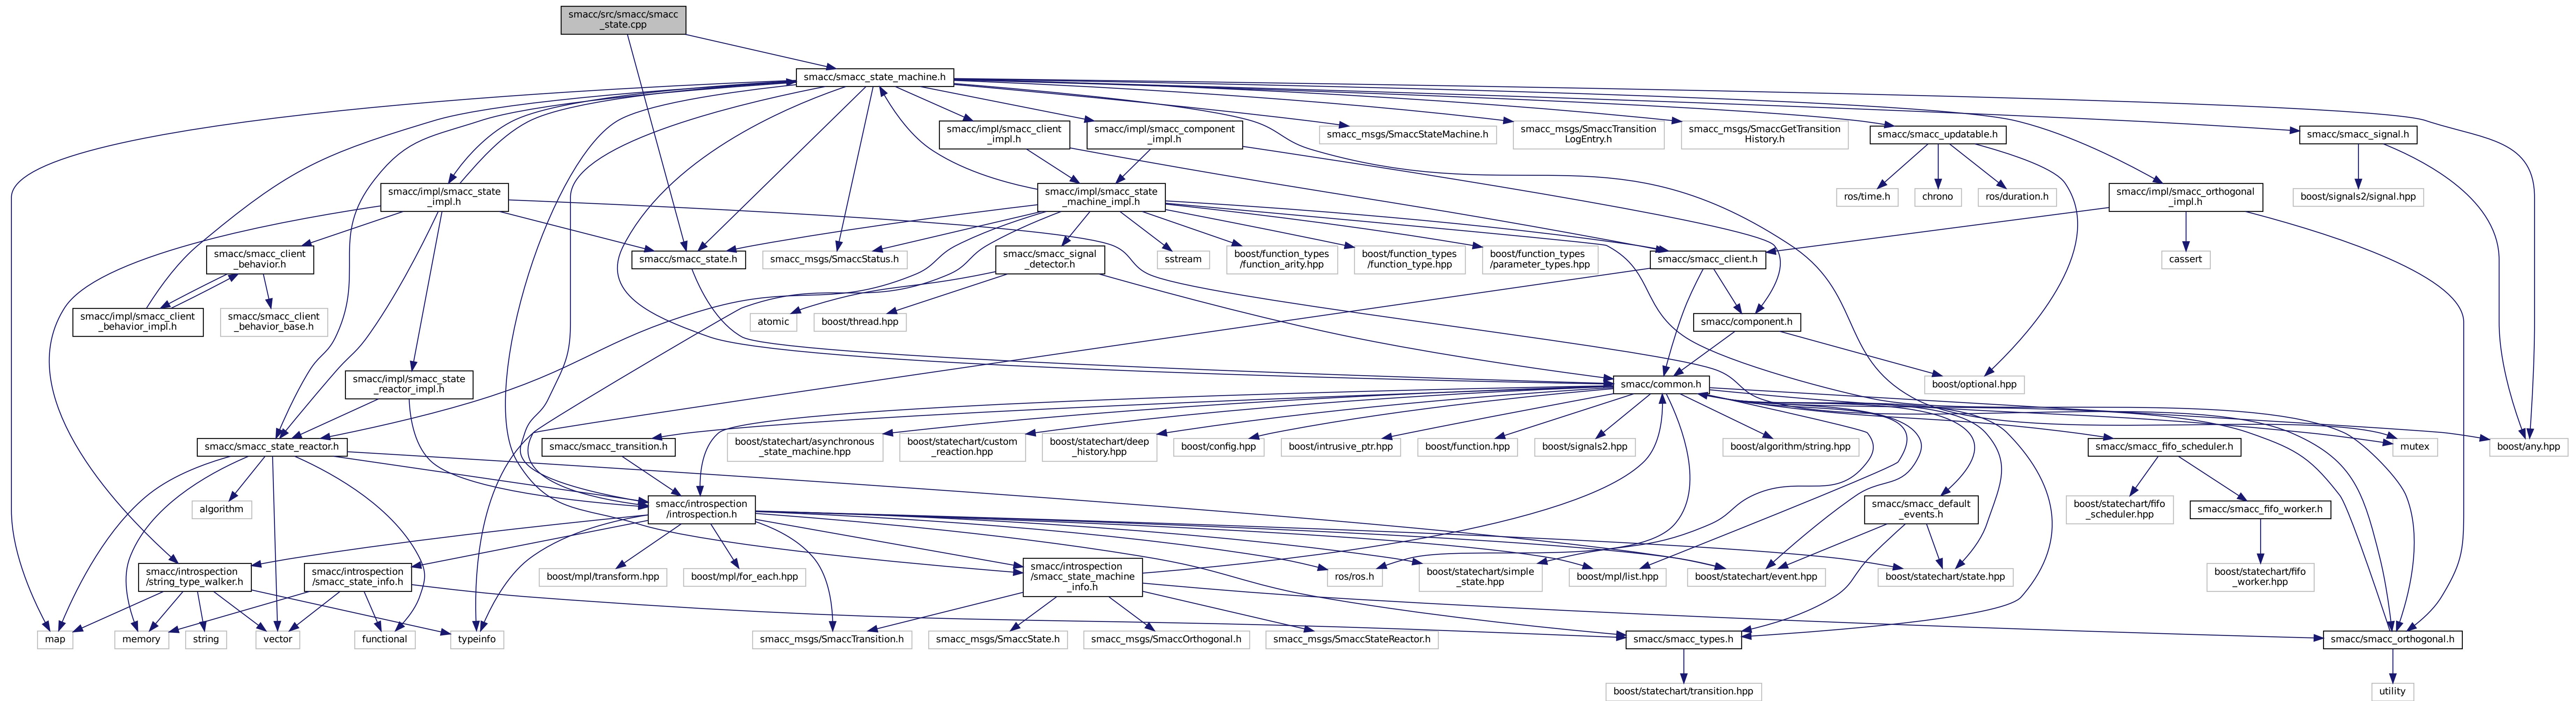 smacc/src/smacc/smacc
_state.cpp
smacc/smacc_state_machine.h
smacc/impl/smacc_client
_impl.h
smacc/impl/smacc_component
_impl.h
smacc_msgs/SmaccStateMachine.h
smacc_msgs/SmaccTransition
LogEntry.h
smacc_msgs/SmaccGetTransition
History.h
smacc/smacc_updatable.h
smacc/smacc_signal.h
smacc/impl/smacc_state
_impl.h
smacc/impl/smacc_state
_machine_impl.h
ros/time.h
chrono
ros/duration.h
smacc/impl/smacc_orthogonal
_impl.h
boost/signals2/signal.hpp
smacc/smacc_client
_behavior.h
smacc/smacc_state.h
smacc_msgs/SmaccStatus.h
smacc/smacc_signal
_detector.h
sstream
boost/function_types
/function_arity.hpp
boost/function_types
/function_type.hpp
boost/function_types
/parameter_types.hpp
smacc/smacc_client.h
cassert
smacc/impl/smacc_client
_behavior_impl.h
smacc/smacc_client
_behavior_base.h
atomic
boost/thread.hpp
smacc/component.h
smacc/impl/smacc_state
_reactor_impl.h
smacc/common.h
boost/optional.hpp
smacc/smacc_state_reactor.h
smacc/smacc_transition.h
boost/statechart/asynchronous
_state_machine.hpp
boost/statechart/custom
_reaction.hpp
boost/statechart/deep
_history.hpp
boost/config.hpp
boost/intrusive_ptr.hpp
boost/function.hpp
boost/signals2.hpp
boost/algorithm/string.hpp
smacc/smacc_fifo_scheduler.h
mutex
boost/any.hpp
algorithm
smacc/introspection
/introspection.h
smacc/smacc_default
_events.h
boost/statechart/fifo
_scheduler.hpp
smacc/smacc_fifo_worker.h
smacc/introspection
/string_type_walker.h
smacc/introspection
/smacc_state_info.h
boost/mpl/transform.hpp
boost/mpl/for_each.hpp
smacc/introspection
/smacc_state_machine
_info.h
ros/ros.h
boost/statechart/simple
_state.hpp
boost/mpl/list.hpp
boost/statechart/event.hpp
boost/statechart/state.hpp
boost/statechart/fifo
_worker.hpp
map
memory
string
vector
functional
typeinfo
smacc_msgs/SmaccTransition.h
smacc_msgs/SmaccState.h
smacc_msgs/SmaccOrthogonal.h
smacc_msgs/SmaccStateReactor.h
smacc/smacc_types.h
smacc/smacc_orthogonal.h
boost/statechart/transition.hpp
utility